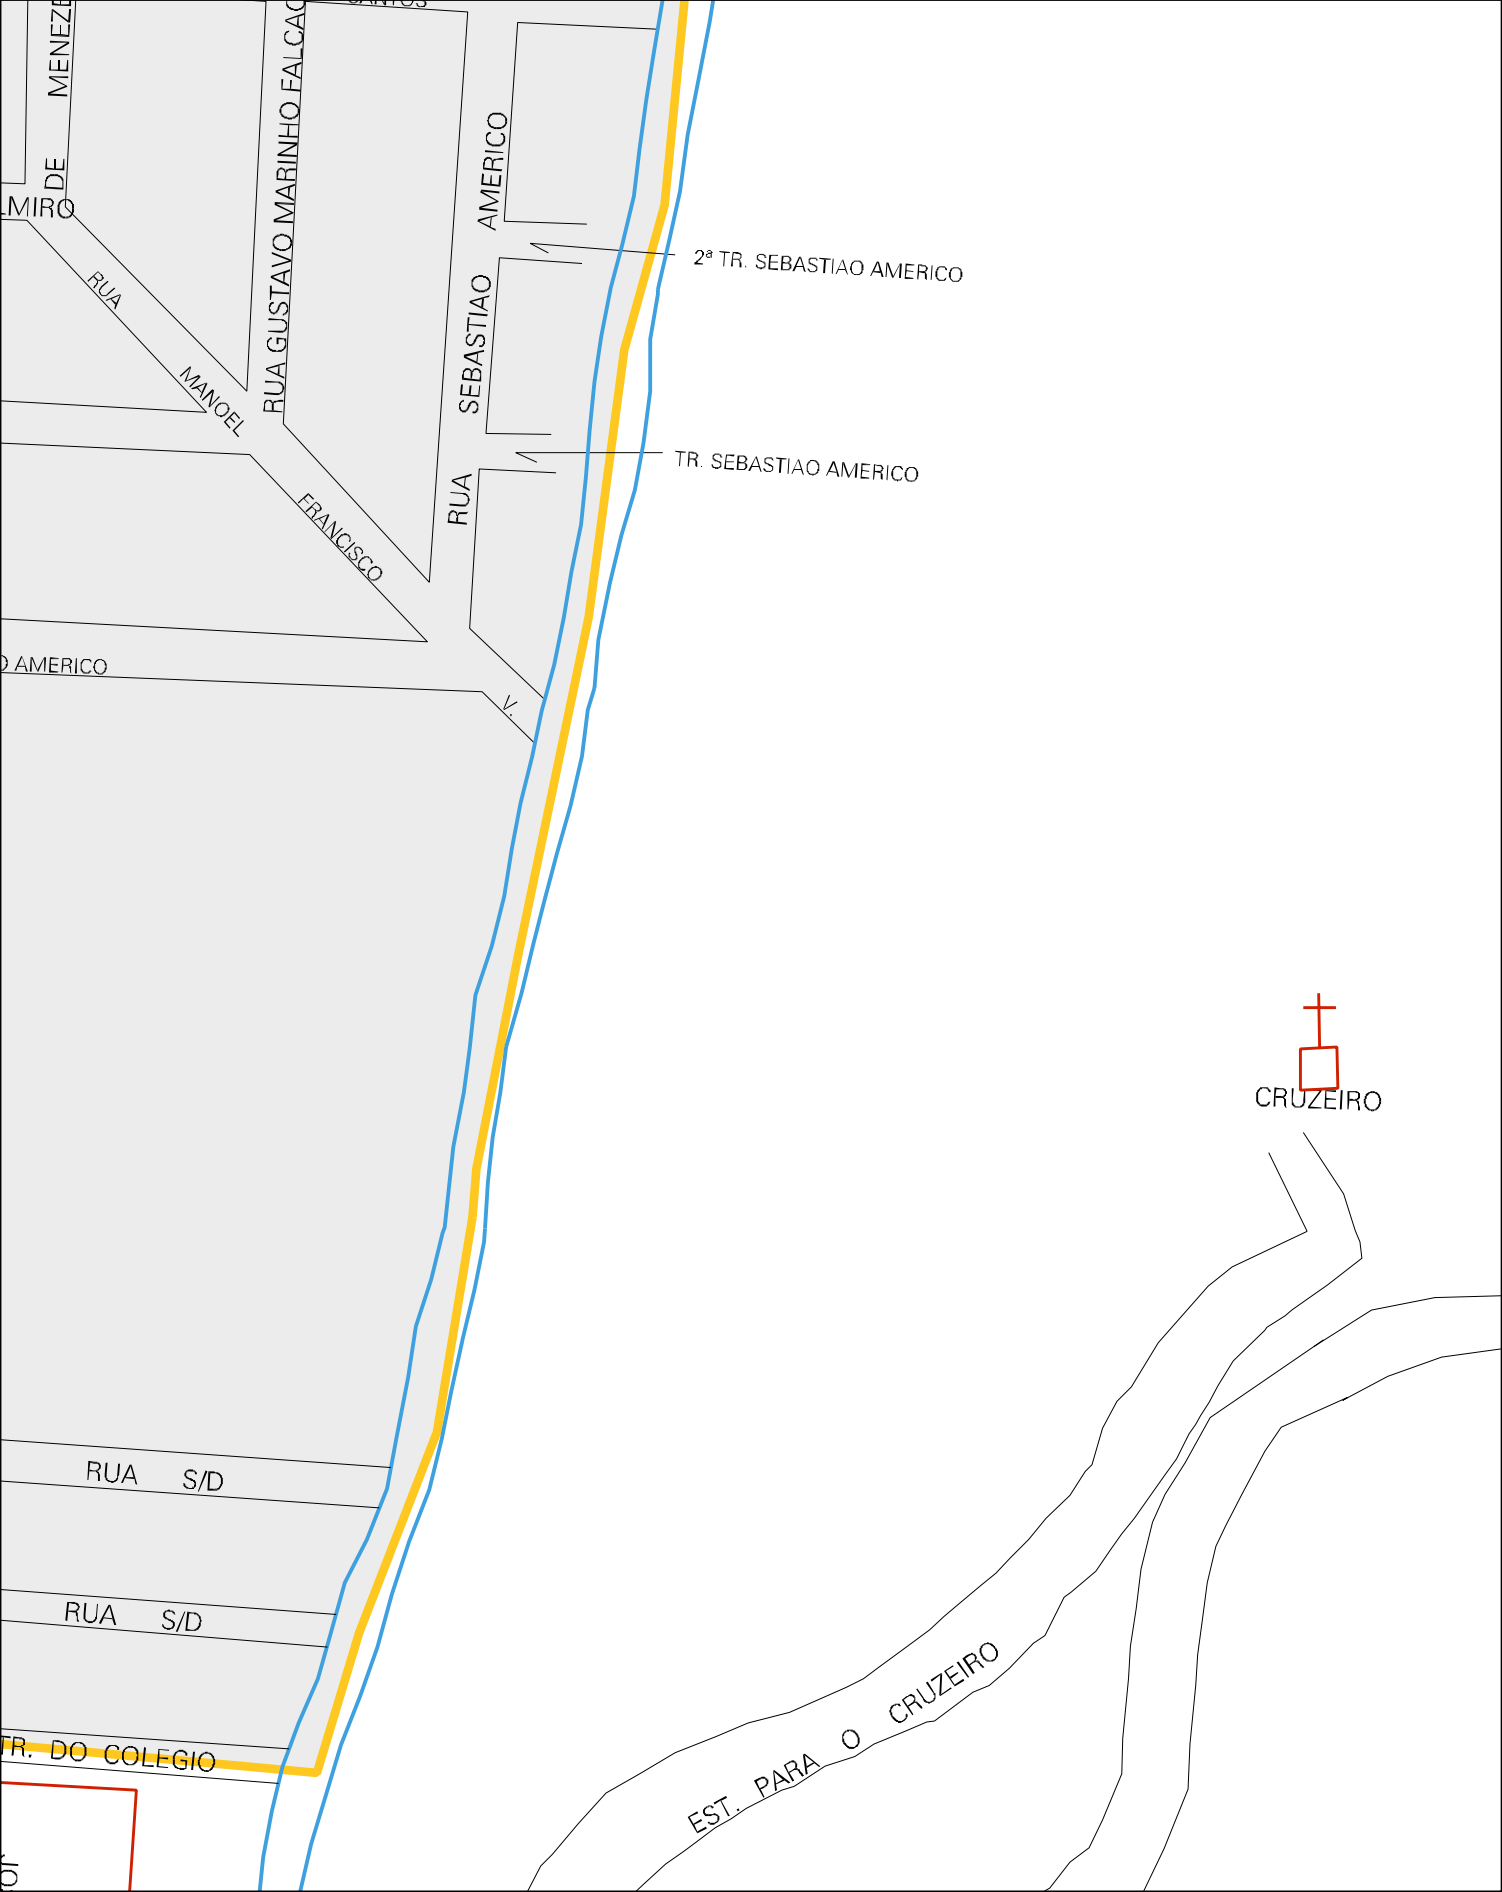 SANTOS
DE MENEZE
RUA GUSTAVO MARINHO FALCAO
RUA SEBASTIAO AMERICO
LMIRO
2ª TR. SEBASTIAO AMERICO
RUA MANOEL FRANCISCO V.
TR. SEBASTIAO AMERICO
O AMERICO
CRUZEIRO
RUA S/D
RUA S/D
EST. PARA O CRUZEIRO
TR. DO COLEGIO